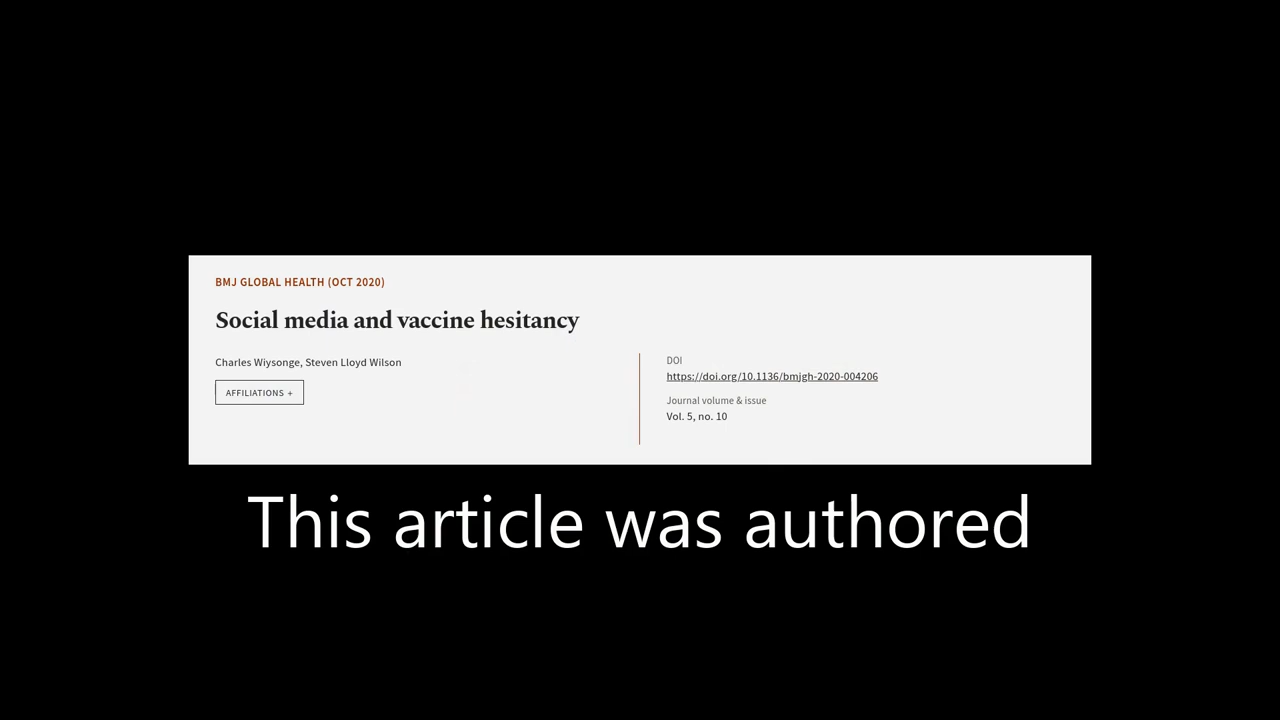 BMJ GLOBAL HEALTH (OCT 2020)
Social media and vaccine hesitancy
Charles Wiysonge, Steven Lloyd Wilson
AFFILIATIONS +
DOI
https://doi.org/10.1136/bmjgh-2020-004206
Journal volume & issue
Vol. 5, no. 10
This article was authored